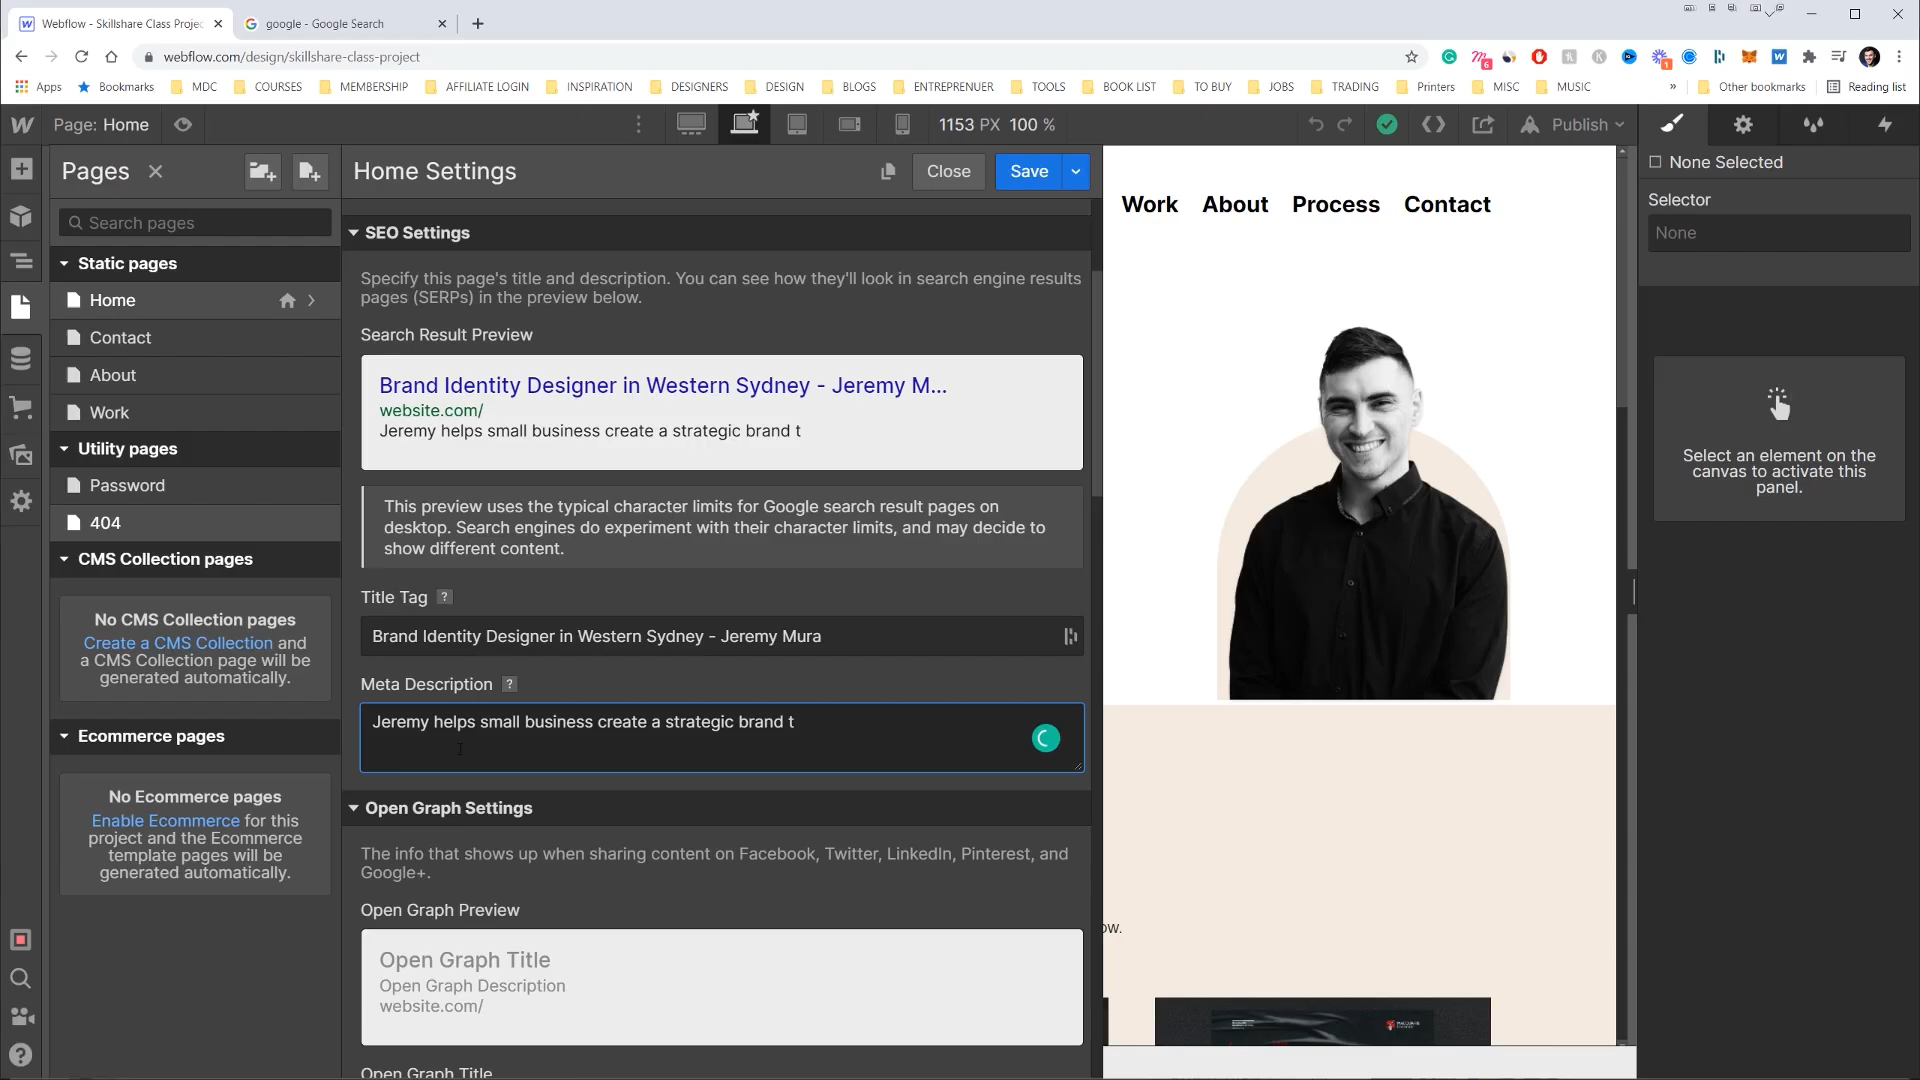 Webflow - Skillshare Class Projec
google - Google Search
webflow.com/design/skillshare-class-project
Apps
Bookmarks
MDC
COURSES
MEMBERSHIP
AFFILIATE LOGIN
INSPIRATION
DESIGNERS
DESIGN
BLOGS
ENTREPRENUER
TOOLS
BOOK LIST
TO BUY
JOBS
TRADING
Printers
MISC
MUSIC
»
Other bookmarks
Reading list
Page: Home
1153 PX 100 %
Publish
Pages
Home Settings
Close
Save
None Selected
Search pages
Selector
None
Static pages
Home
Contact
About
Work
Utility pages
Password
404
CMS Collection pages
No CMS Collection pages
Create a CMS Collection and
a CMS Collection page will be
generated automatically.
Ecommerce pages
No Ecommerce pages
Enable Ecommerce for this
project and the Ecommerce
template pages will be
generated automatically.
SEO Settings
Specify this page's title and description. You can see how they'll look in search engine results
pages (SERPs) in the preview below.
Search Result Preview
Brand Identity Designer in Western Sydney - Jeremy M...
website.com/
Jeremy helps small business create a strategic brand t
This preview uses the typical character limits for Google search result pages on
desktop. Search engines do experiment with their character limits, and may decide to
show different content.
Title Tag ?
Brand Identity Designer in Western Sydney - Jeremy Mura
Meta Description ?
Jeremy helps small business create a strategic brand t
Open Graph Settings
The info that shows up when sharing content on Facebook, Twitter, LinkedIn, Pinterest, and
Google+.
Open Graph Preview
Open Graph Title
Open Graph Description
website.com/
Open Graph Title
Work About Process Contact
ow.
Select an element on the
canvas to activate this
panel.